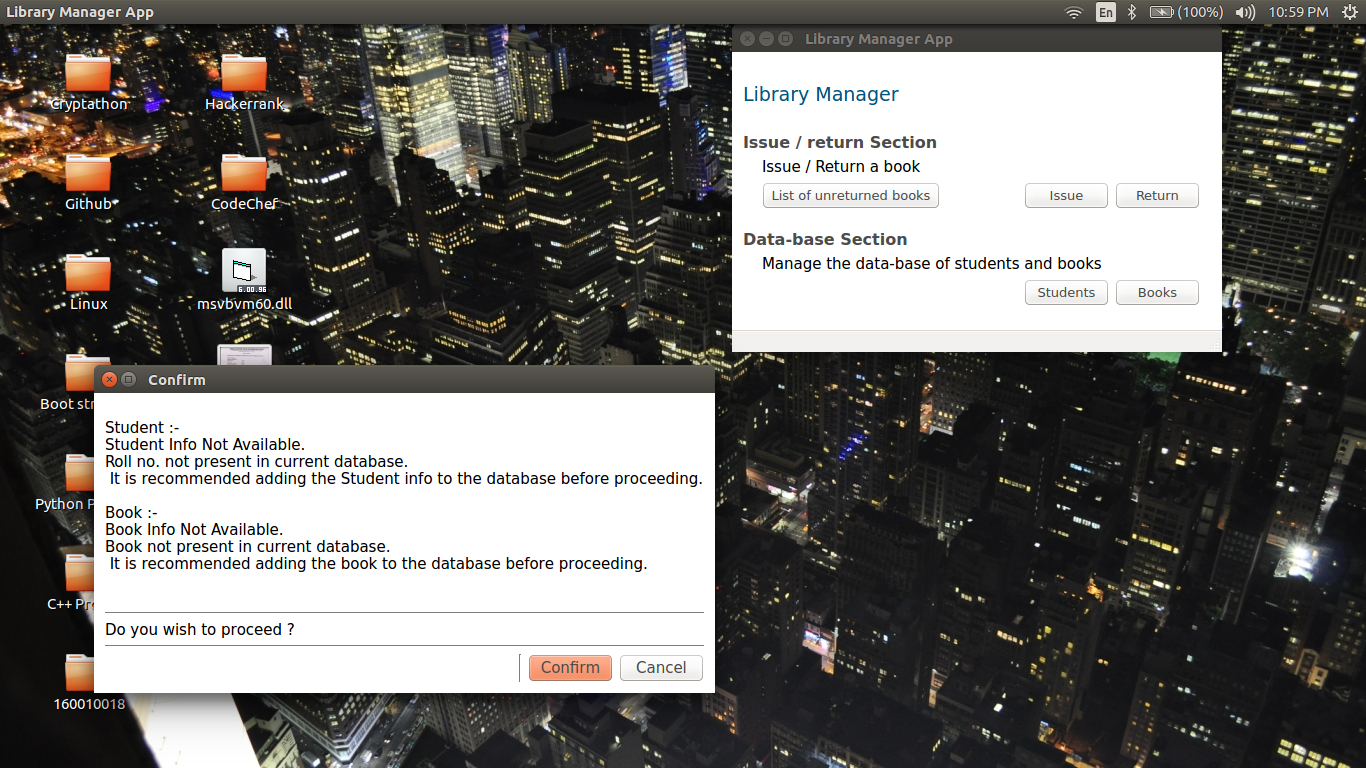 Library Manager App
En
(100%)
10:59 PM
Cryptathon
Hackerrank
Github
CodeChef
Linux
6.00.96
msvbvm60.dll
Boot
Python
C++
160010018
Library Manager App
Library Manager
Issue / return Section
Issue / Return a book
List of unreturned books
Issue
Return
Data-base Section
Manage the data-base of students and books
Students
Books
Confirm
Student :-
Student Info Not Available.
Roll no. not present in current database.
It is recommended adding the Student info to the database before proceeding.
Book :-
Book Info Not Available.
Book not present in current database.
It is recommended adding the book to the database before proceeding.
Do you wish to proceed ?
Confirm
Cancel